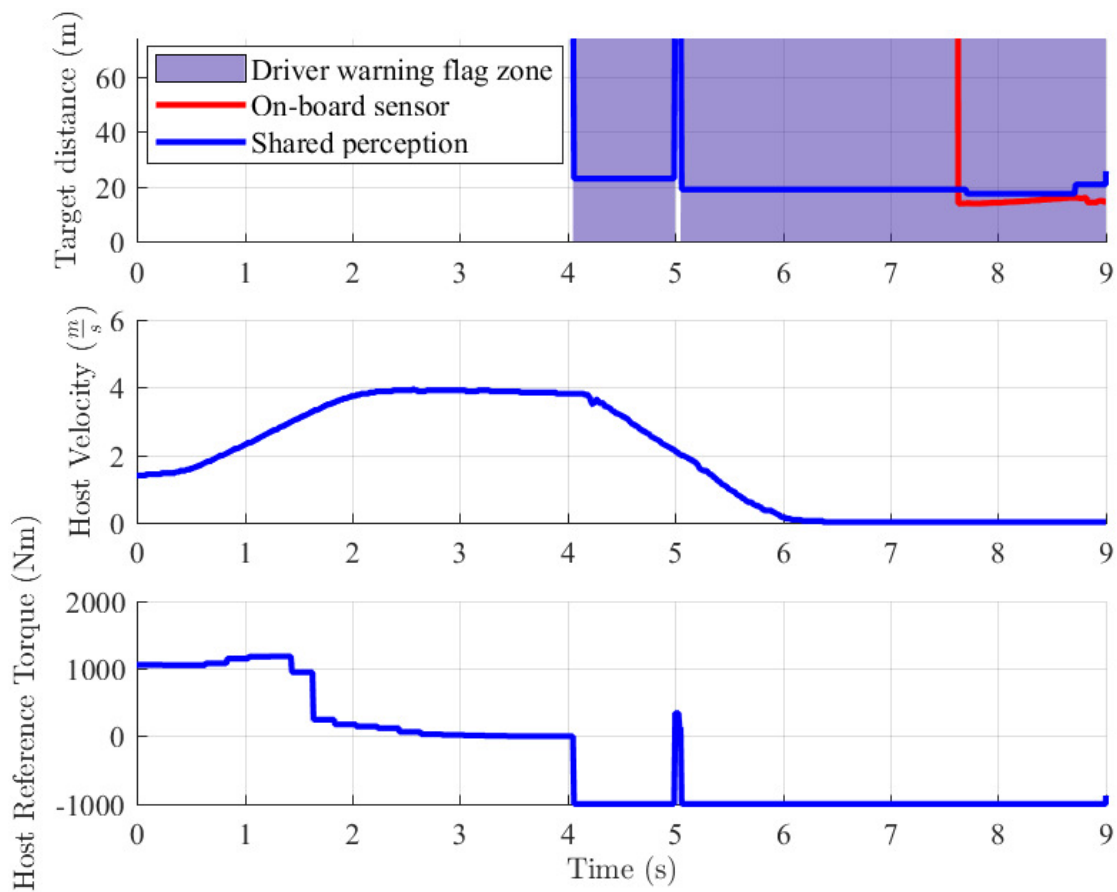 Target distance (m)
60
40
20
0
Driver warning flag zone
On-board sensor
Shared perception
0 1 2 3 4 5 6 7 8 9
Host Velocity (m/s)
6
4
2
0
0 1 2 3 4 5 6 7 8 9
Host Reference Torque (Nm)
2000
1000
0
-1000
0 1 2 3 4 5 6 7 8 9
Time (s)